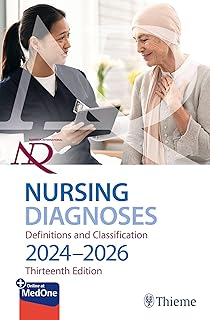 NURSING
DIAGNOSES
Definitions and Classification
2024–2026
Thirteenth Edition
Online at
MedOne
Thieme